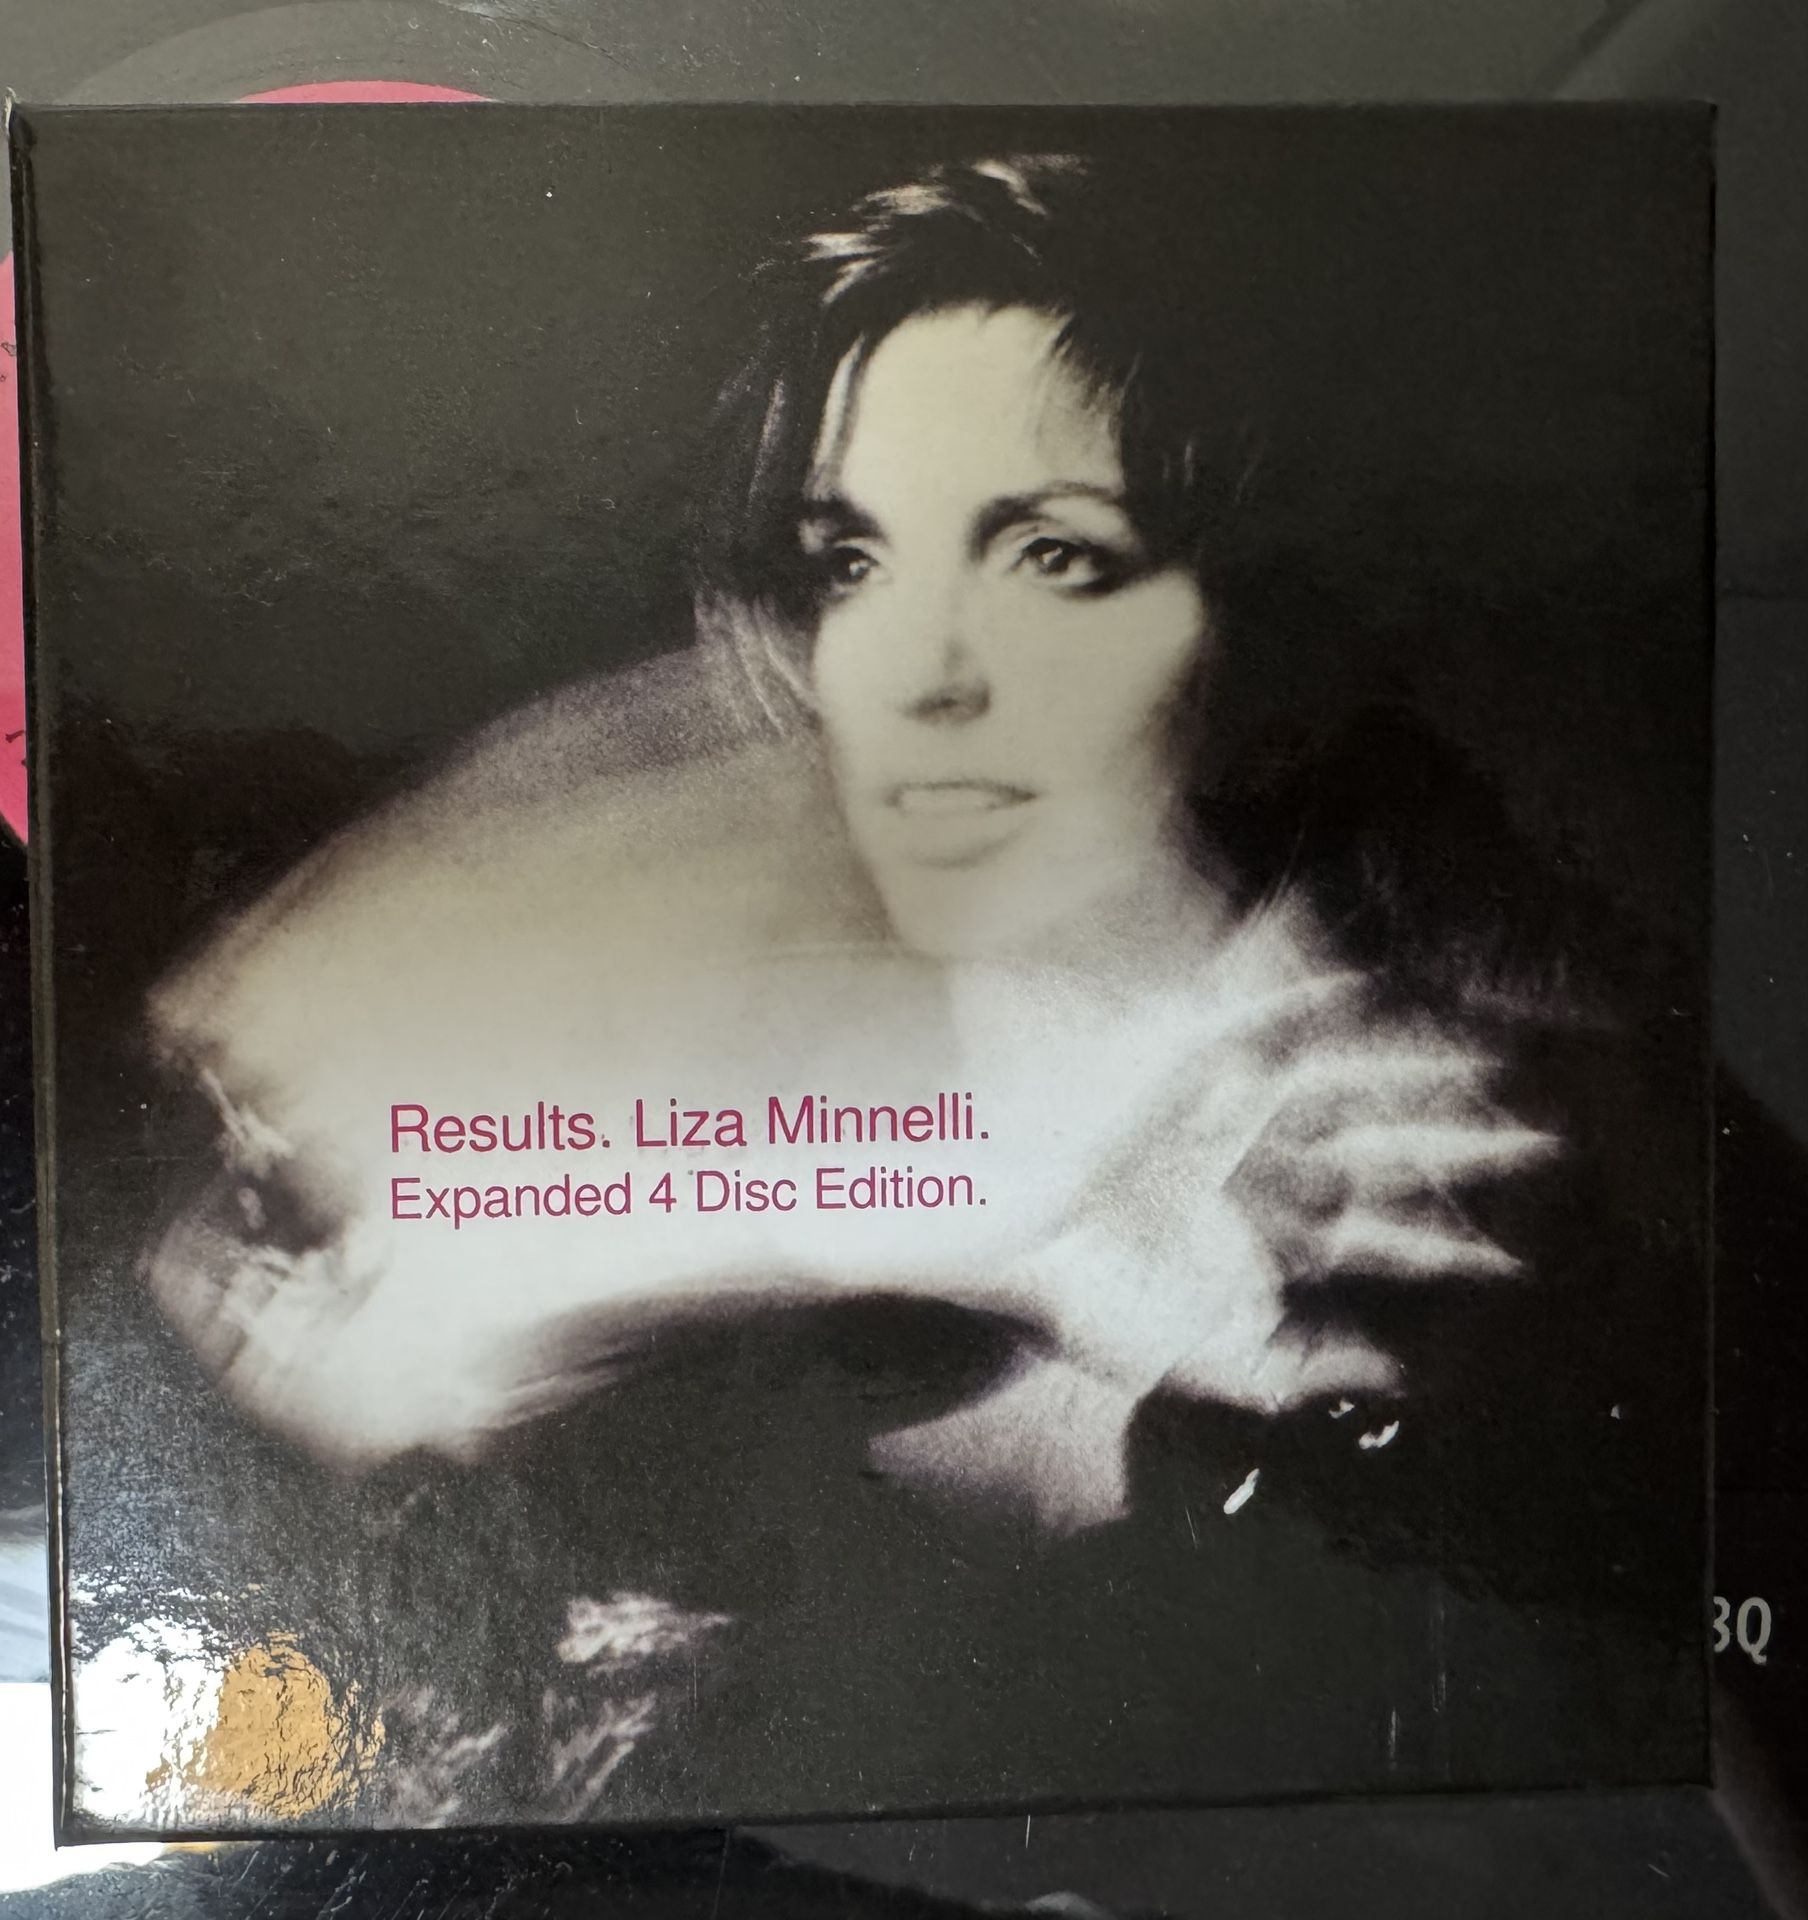 Results. Liza Minnelli.
Expanded 4 Disc Edition.